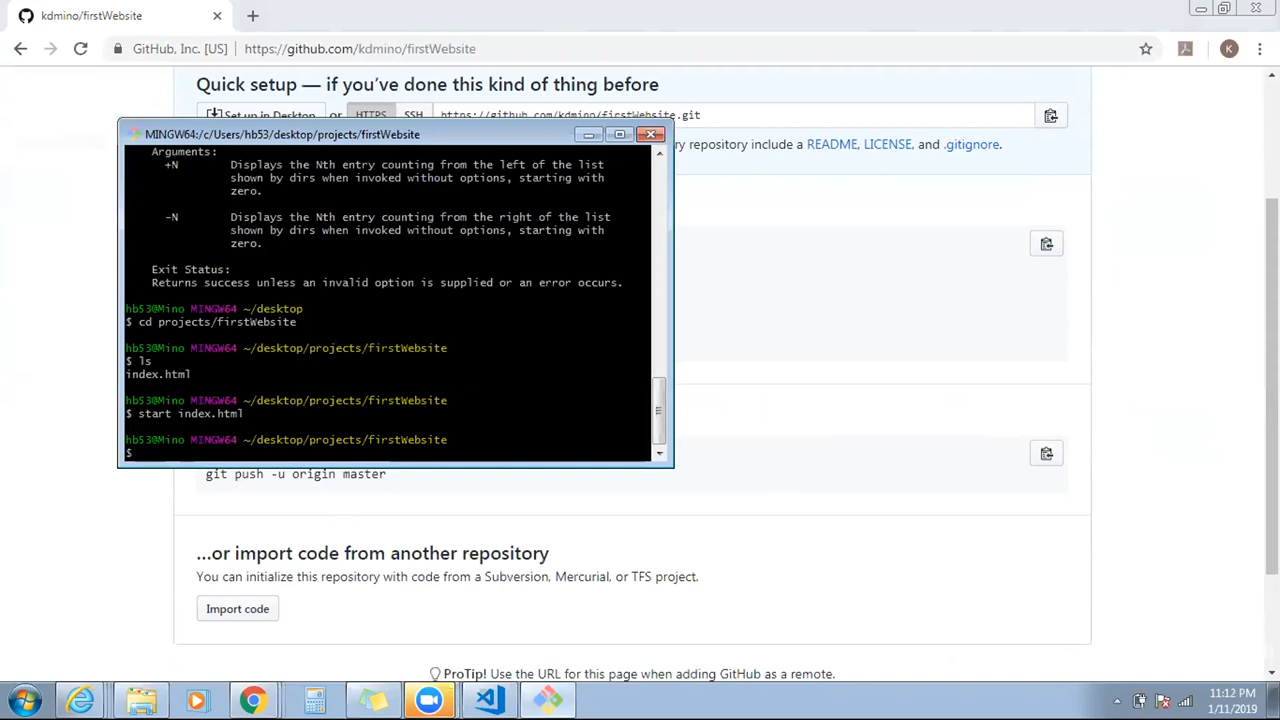 kdmino/firstWebsite
GitHub, Inc. [US] | https://github.com/kdmino/firstWebsite
K
Quick setup — if you've done this kind of thing before
Set up in Desktop or HTTPS SSH https://github.com/kdmino/firstWebsite.git
ry repository include a README, LICENSE, and .gitignore.
MINGW64:/c/Users/hb53/desktop/projects/firstWebsite
Arguments:
+N Displays the Nth entry counting from the left of the list
shown by dirs when invoked without options, starting with
zero.
-N Displays the Nth entry counting from the right of the list
shown by dirs when invoked without options, starting with
zero.
Exit Status:
Returns success unless an invalid option is supplied or an error occurs.
hb53@Mino MINGW64 ~/desktop
$ cd projects/firstWebsite
hb53@Mino MINGW64 ~/desktop/projects/firstWebsite
$ ls
index.html
hb53@Mino MINGW64 ~/desktop/projects/firstWebsite
$ start index.html
hb53@Mino MINGW64 ~/desktop/projects/firstWebsite
$
git push -u origin master
...or import code from another repository
You can initialize this repository with code from a Subversion, Mercurial, or TFS project.
Import code
ProTip! Use the URL for this page when adding GitHub as a remote.
11:12 PM
1/11/2019